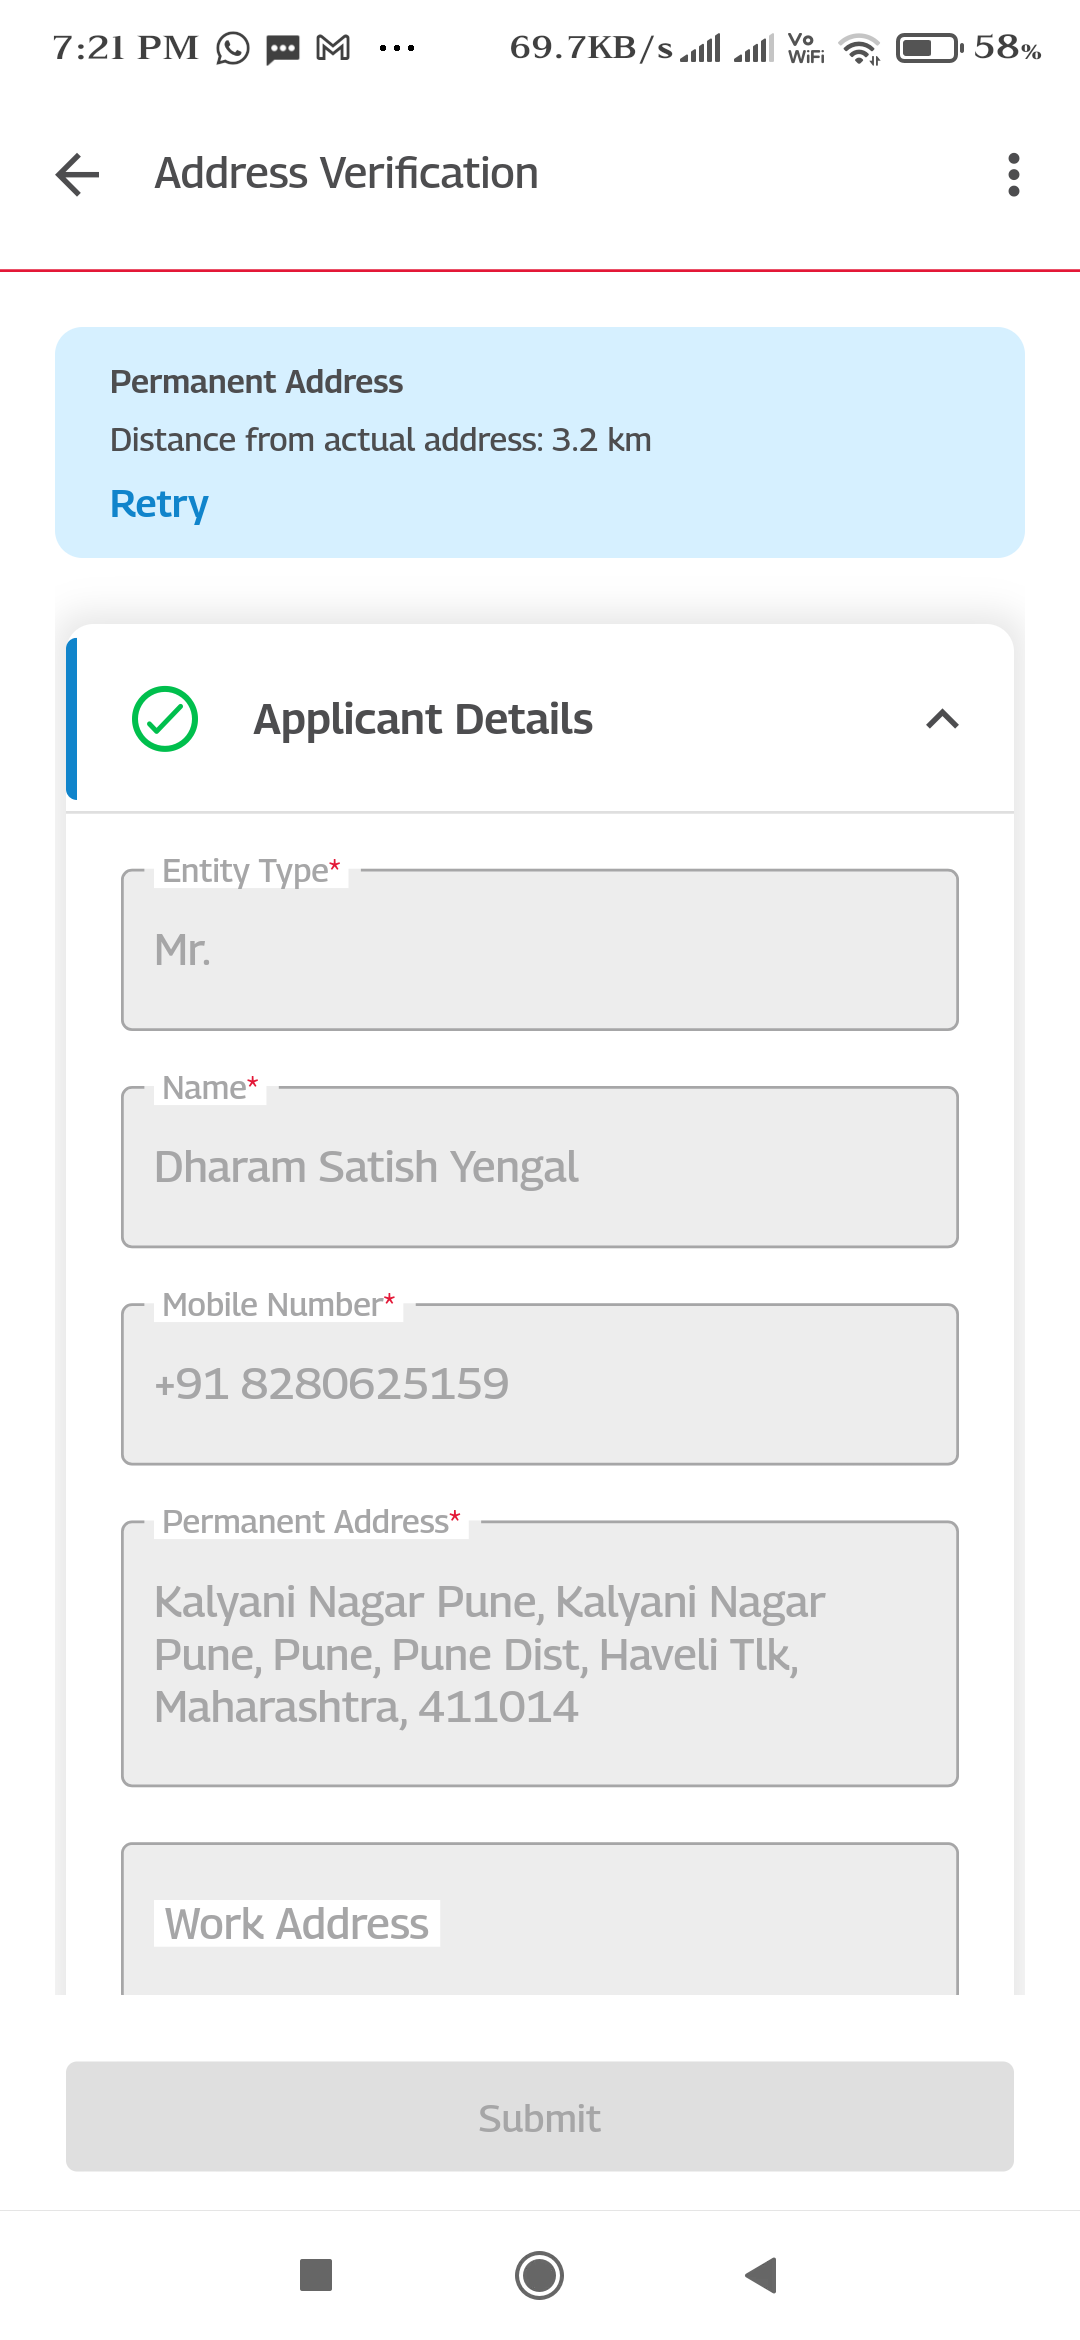 7:21 PM ... 69.7KB/s Vo WiFi 58%
Address Verification
Permanent Address
Distance from actual address: 3.2 km
Retry
Applicant Details
Entity Type*
Mr.
Name*
Dharam Satish Yengal
Mobile Number*
+91 8280625159
Permanent Address*
Kalyani Nagar Pune, Kalyani Nagar
Pune, Pune, Pune Dist, Haveli Tlk,
Maharashtra, 411014
Work Address
Submit